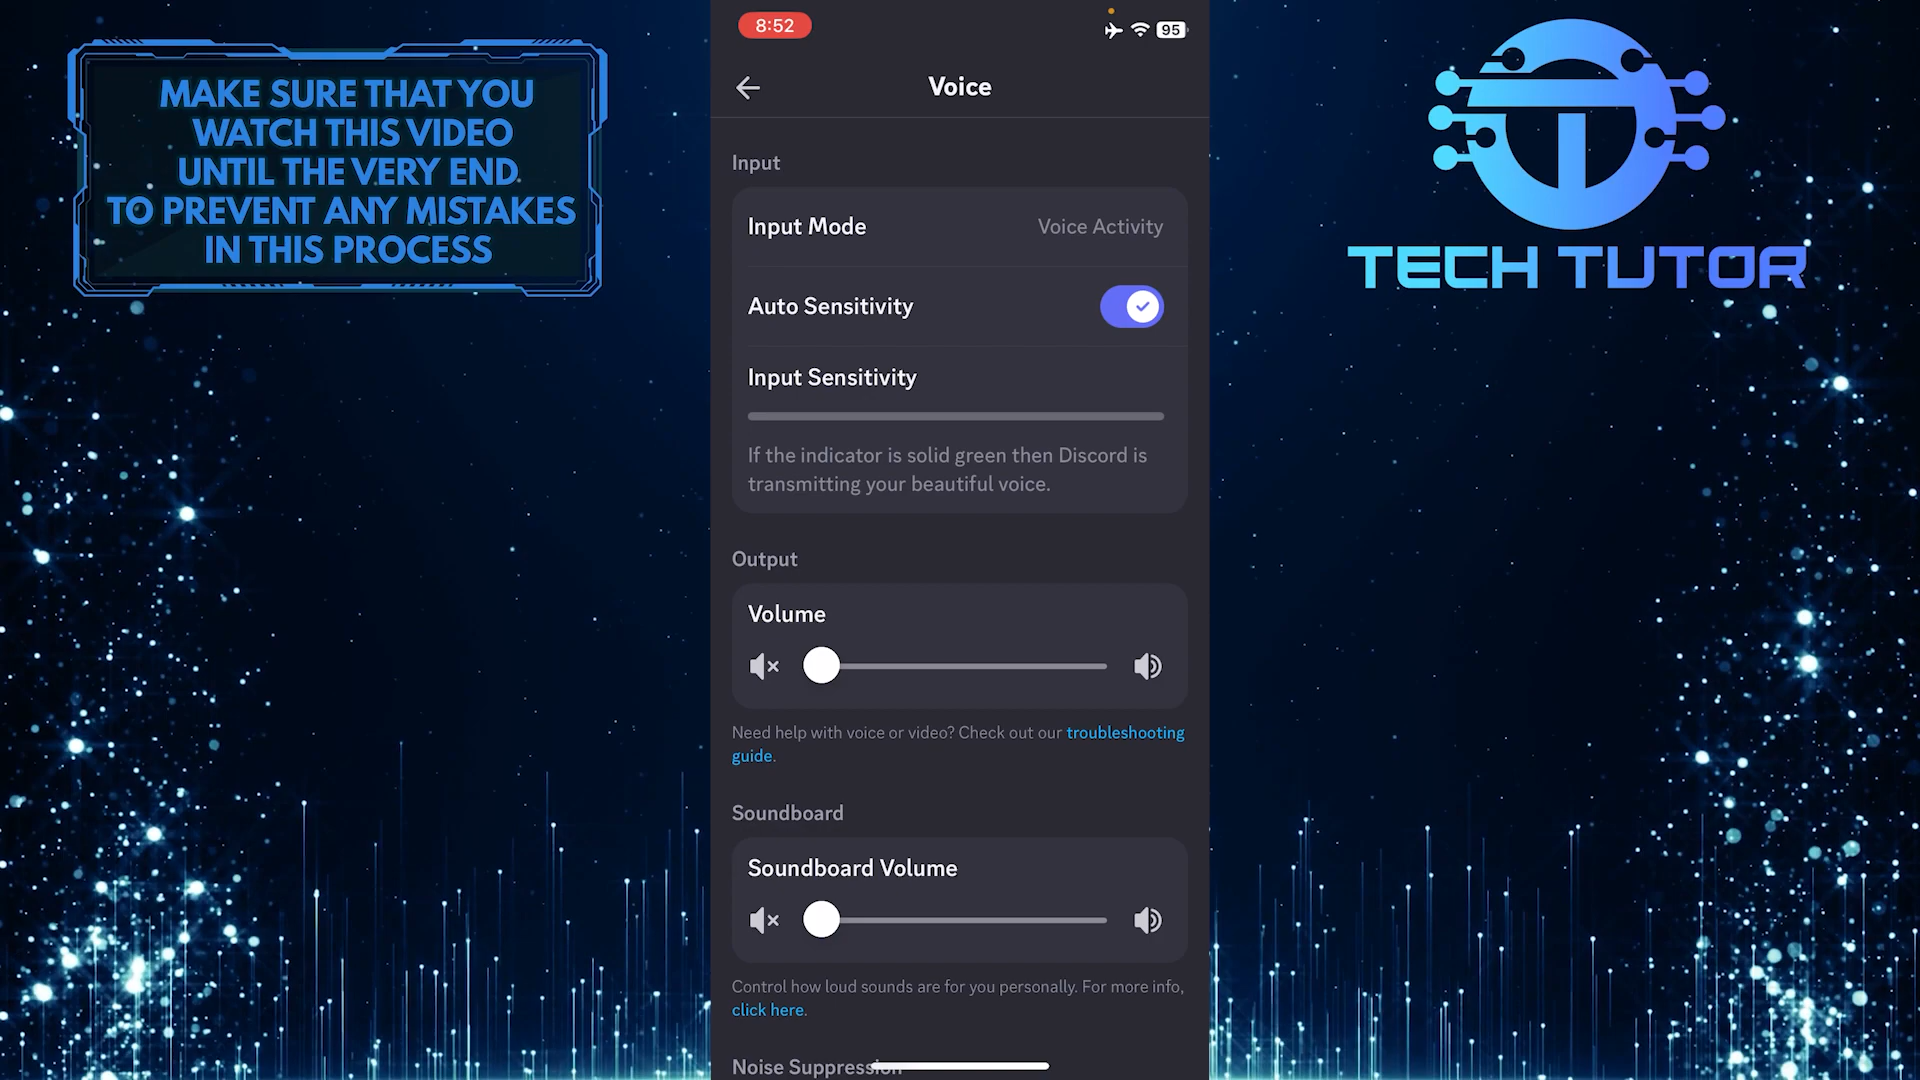 MAKE SURE THAT YOU
WATCH THIS VIDEO
UNTIL THE VERY END
TO PREVENT ANY MISTAKES
IN THIS PROCESS
8:52
95
Voice
Input
Input Mode Voice Activity
Auto Sensitivity
Input Sensitivity
If the indicator is solid green then Discord is
transmitting your beautiful voice.
Output
Volume
Need help with voice or video? Check out our troubleshooting
guide.
Soundboard
Soundboard Volume
Control how loud sounds are for you personally. For more info,
click here.
Noise Suppression
TECH TUTOR